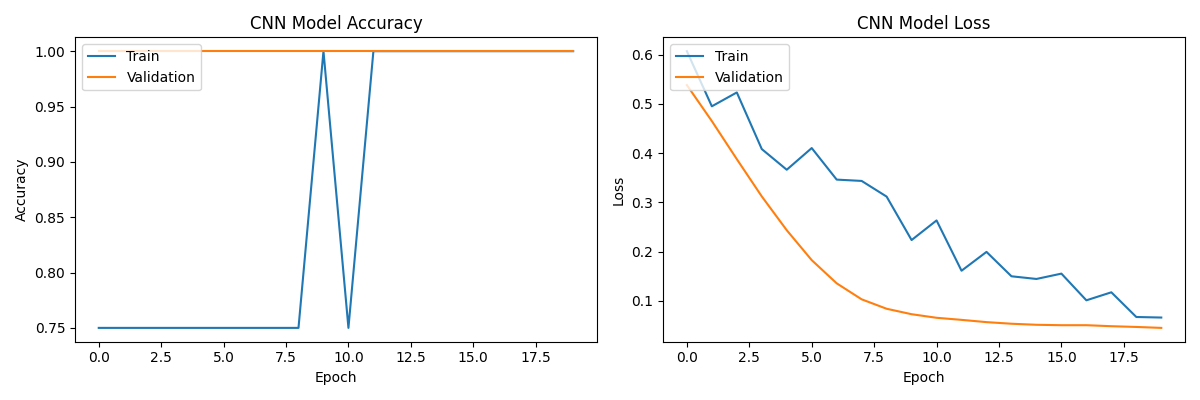 CNN Model Accuracy
Train
Validation
1.00
0.95
0.90
0.85
0.80
0.75
Accuracy
0.0 2.5 5.0 7.5 10.0 12.5 15.0 17.5
Epoch
CNN Model Loss
Train
Validation
0.6
0.5
0.4
0.3
0.2
0.1
Loss
0.0 2.5 5.0 7.5 10.0 12.5 15.0 17.5
Epoch